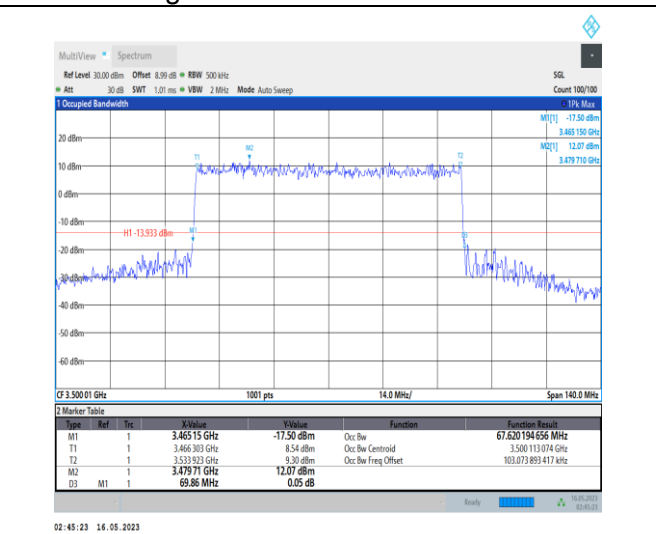 MultiView Spectrum
Ref Level 30.00 dBm Offset 8.99 dB RBW 500 kHz SGL
Att 30 dB SWT 1.01 ms VBW 2 MHz Mode Auto Sweep Count 100/100
1 Occupied Bandwidth 1Pk Max
M1[1] -17.50 dBm
3.465 150 GHz
M2[1] 12.07 dBm
3.479 710 GHz
20 dBm
M2
T1
T2
10 dBm
0 dBm
-10 dBm
H1 -13.933 dBm
M1
D3
-20 dBm
-30 dBm
-40 dBm
-50 dBm
-60 dBm
CF 3.500 01 GHz 1001 pts 14.0 MHz/ Span 140.0 MHz
2 Marker Table
Type Ref Trc X-Value Y-Value Function Function Result
M1 1 3.465 15 GHz -17.50 dBm Occ Bw 67.620 194 656 MHz
T1 1 3.466 303 GHz 8.54 dBm Occ Bw Centroid 3.500 113 074 GHz
T2 1 3.533 923 GHz 9.30 dBm Occ Bw Freq Offset 103.073 893 417 kHz
M2 1 3.479 71 GHz 12.07 dBm
D3 M1 1 69.86 MHz 0.05 dB
Ready 16.05.2023
02:45:23
02:45:23 16.05.2023